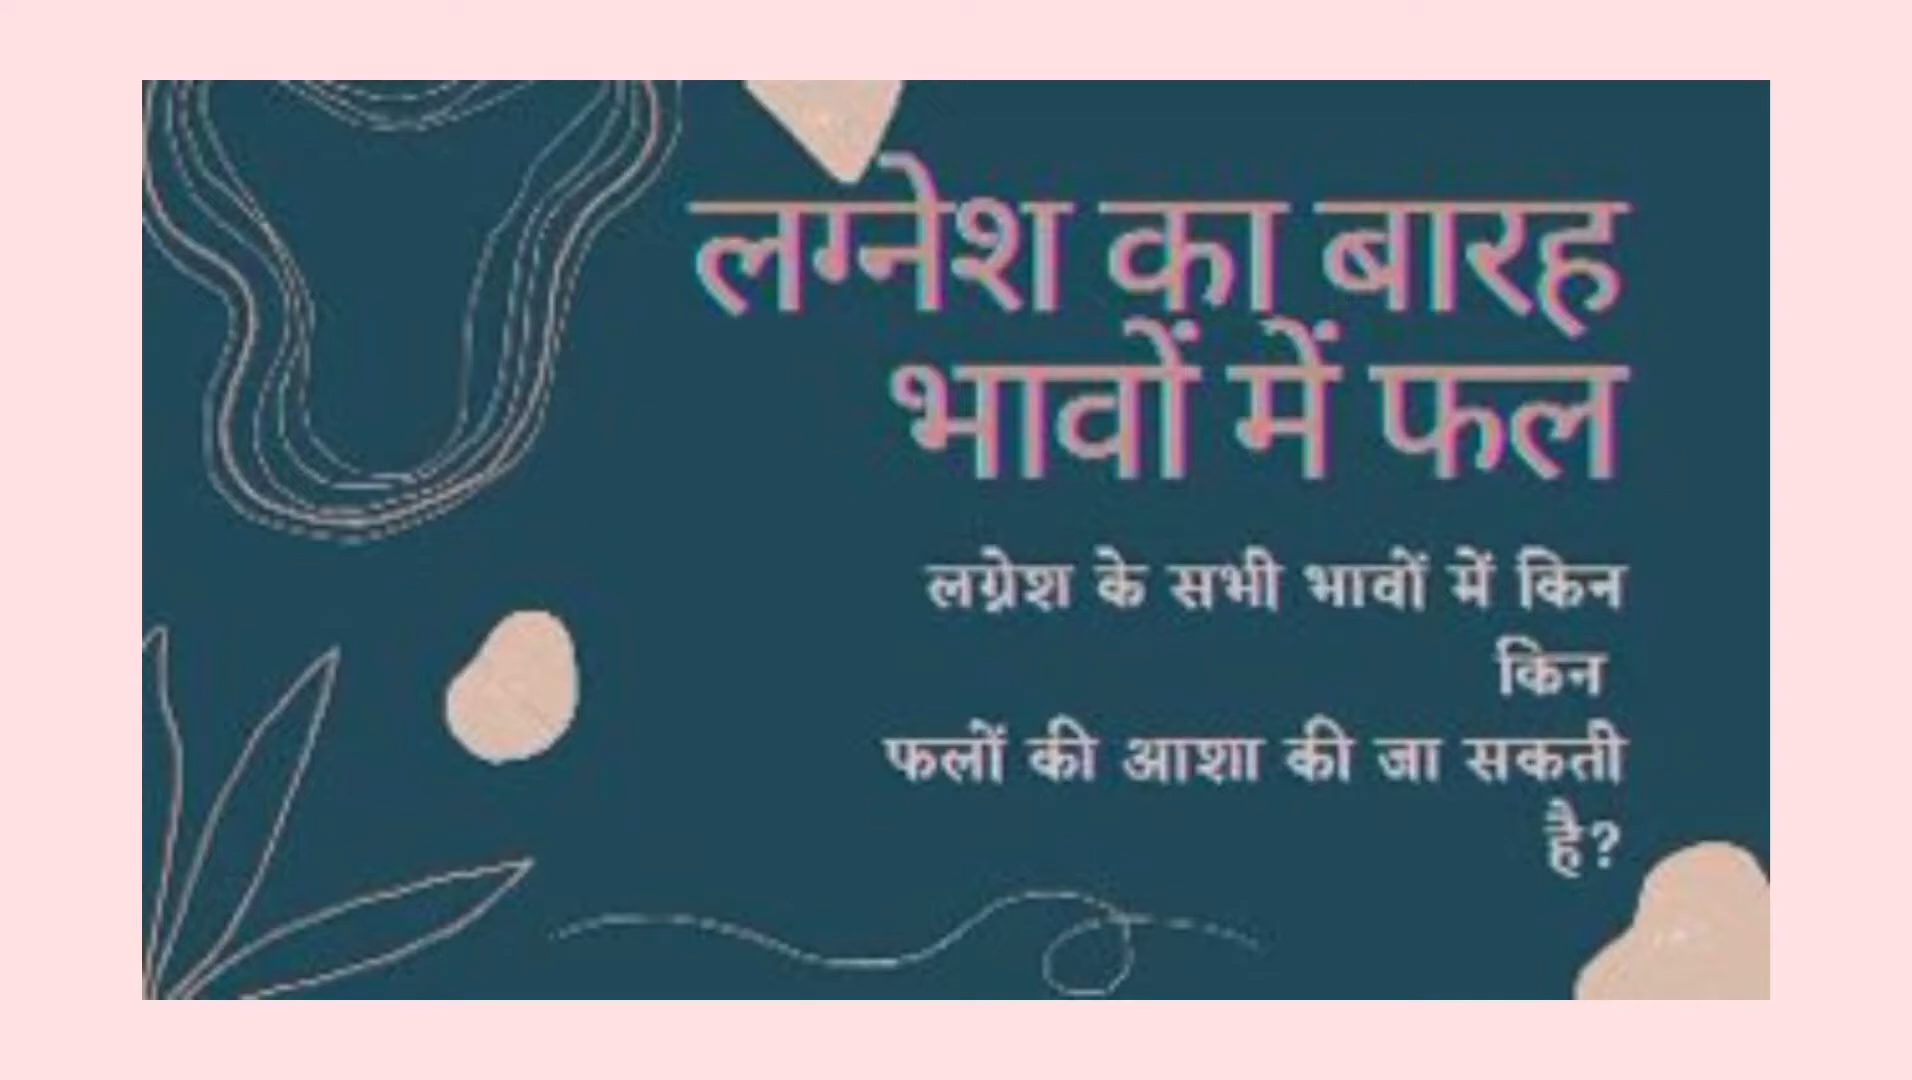 लग्नेश का बारह
भावों में फल
लग्नेश के सभी भावों में किन
किन
फलों की आशा की जा सकती
है?